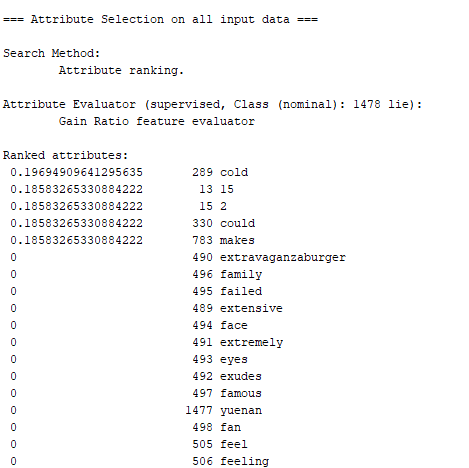 === Attribute Selection on all input data ===
Search Method:
Attribute ranking.
Attribute Evaluator (supervised, Class (nominal): 1478 lie):
Gain Ratio feature evaluator
Ranked attributes:
0.19694909641295635 289 cold
0.18583265330884222 13 15
0.18583265330884222 15 2
0.18583265330884222 330 could
0.18583265330884222 783 makes
0 490 extravaganzaburger
0 496 family
0 495 failed
0 489 extensive
0 494 face
0 491 extremely
0 493 eyes
0 492 exudes
0 497 famous
0 1477 yuenan
0 498 fan
0 505 feel
0 506 feeling